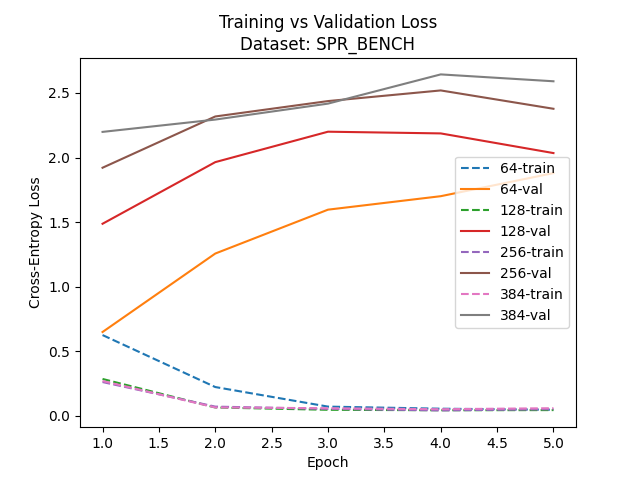 Training vs Validation Loss
Dataset: SPR_BENCH
Cross-Entropy Loss
2.5
2.0
1.5
1.0
0.5
0.0
64-train
64-val
128-train
128-val
256-train
256-val
384-train
384-val
1.0 1.5 2.0 2.5 3.0 3.5 4.0 4.5 5.0
Epoch